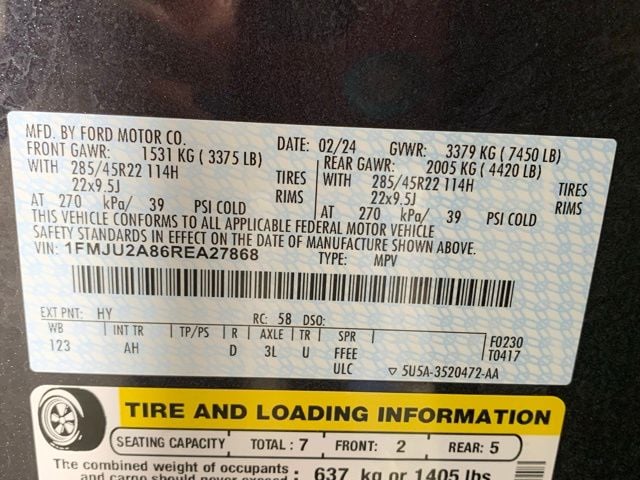 MFD. BY FORD MOTOR CO.
DATE: 02/24 GVWR: 3379 KG ( 7450 LB)
FRONT GAWR: 1531 KG ( 3375 LB)
WITH 285/45R22 114H TIRES
22x9.5J RIMS
AT 270 kPa/ 39 PSI COLD
REAR GAWR: 2005 KG ( 4420 LB)
WITH 285/45R22 114H TIRES
22x9.5J RIMS
AT 270 kPa/ 39 PSI COLD
THIS VEHICLE CONFORMS TO ALL APPLICABLE FEDERAL MOTOR VEHICLE
SAFETY STANDARDS IN EFFECT ON THE DATE OF MANUFACTURE SHOWN ABOVE.
VIN: 1FMJU2A86REA27868
TYPE: MPV
EXT PNT: HY RC: 58 DSO:
WB INT TR TP/PS R AXLE TR SPR
123 AH D 3L U FFEE
ULC
F0230
T0417
▽ 5U5A-3520472-AA
TIRE AND LOADING INFORMATION
SEATING CAPACITY TOTAL : 7 FRONT: 2 REAR: 5
The combined weight of occupants
and cargo should never exceed : 637 kg or 1405 lbs